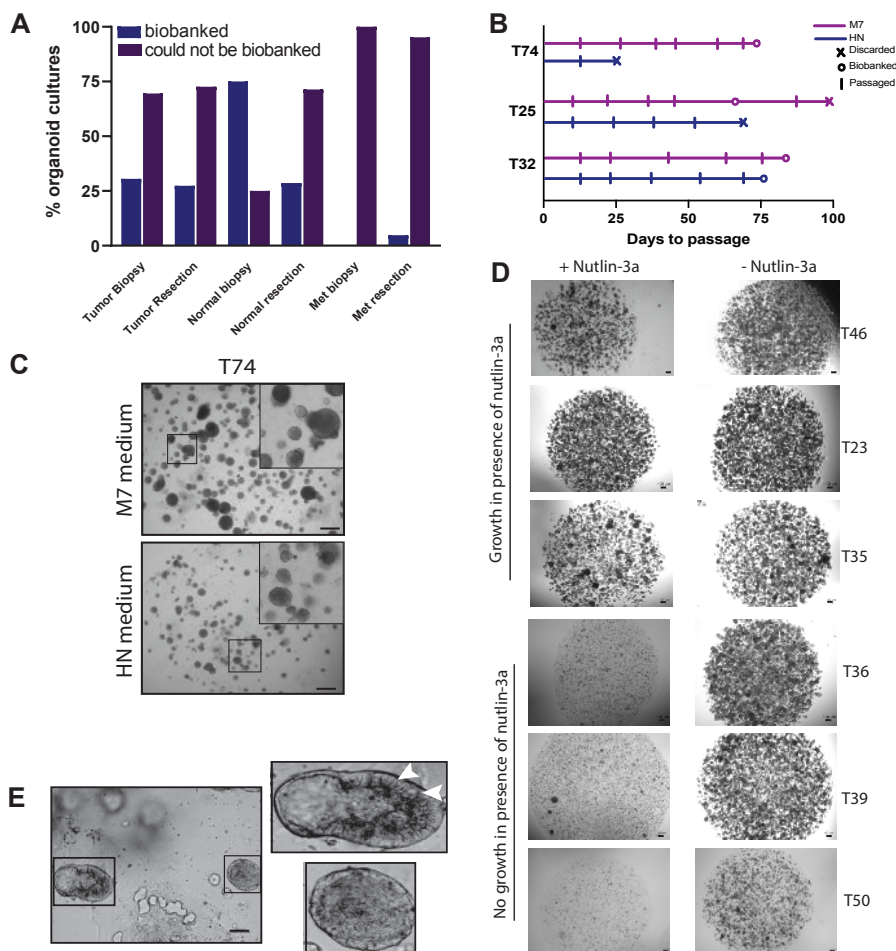 A
biobanked
could not be biobanked
% organoid cultures
100
75
50
25
0
Tumor Biopsy
Tumor Resection
Normal biopsy
Normal resection
Met biopsy
Met resection
B
T74
T25
T32
M7
HN
Discarded
Biobanked
Passaged
0
25
50
75
100
Days to passage
C
T74
M7 medium
HN medium
D
+ Nutlin-3a
- Nutlin-3a
Growth in presence of nutlin-3a
No growth in presence of nutlin-3a
T46
T23
T35
T36
T39
T50
E